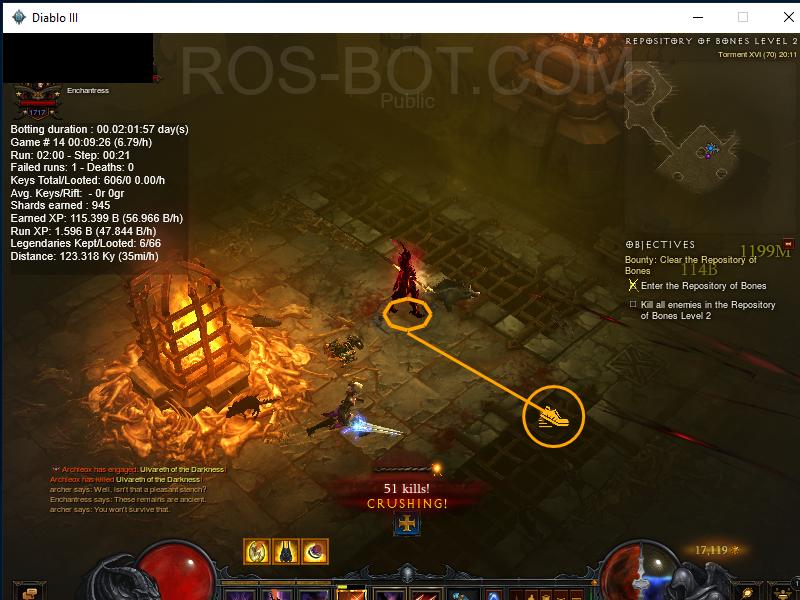 Diablo III
ROS-BOT.COM
Public
REPOSITORY OF BONES LEVEL 2
Torment XVI (70) 20:11
Enchantress
1717
Botting duration : 00.02:01:57 day(s)
Game # 14 00:09:26 (6.79/h)
Run: 02:00 - Step: 00:21
Failed runs: 1 - Deaths: 0
Keys Total/Looted: 606/0 0.00/h
Avg. Keys/Rift: - 0r 0gr
Shards earned : 945
Earned XP: 115.399 B (56.966 B/h)
Run XP: 1.596 B (47.844 B/h)
Legendaries Kept/Looted: 6/66
Distance: 123.318 Ky (35mi/h)
OBJECTIVES
1199M
Bounty: Clear the Repository of
Bones
114B
Enter the Repository of Bones
Kill all enemies in the Repository
of Bones Level 2
Archleox has engaged Ulvareth of the Darkness!
Archleox has killed Ulvareth of the Darkness!
archer says: Well, isn't that a pleasant stench?
Enchantress says: These remains are ancient.
archer says: You won't survive that.
51 kills!
CRUSHING!
17,119